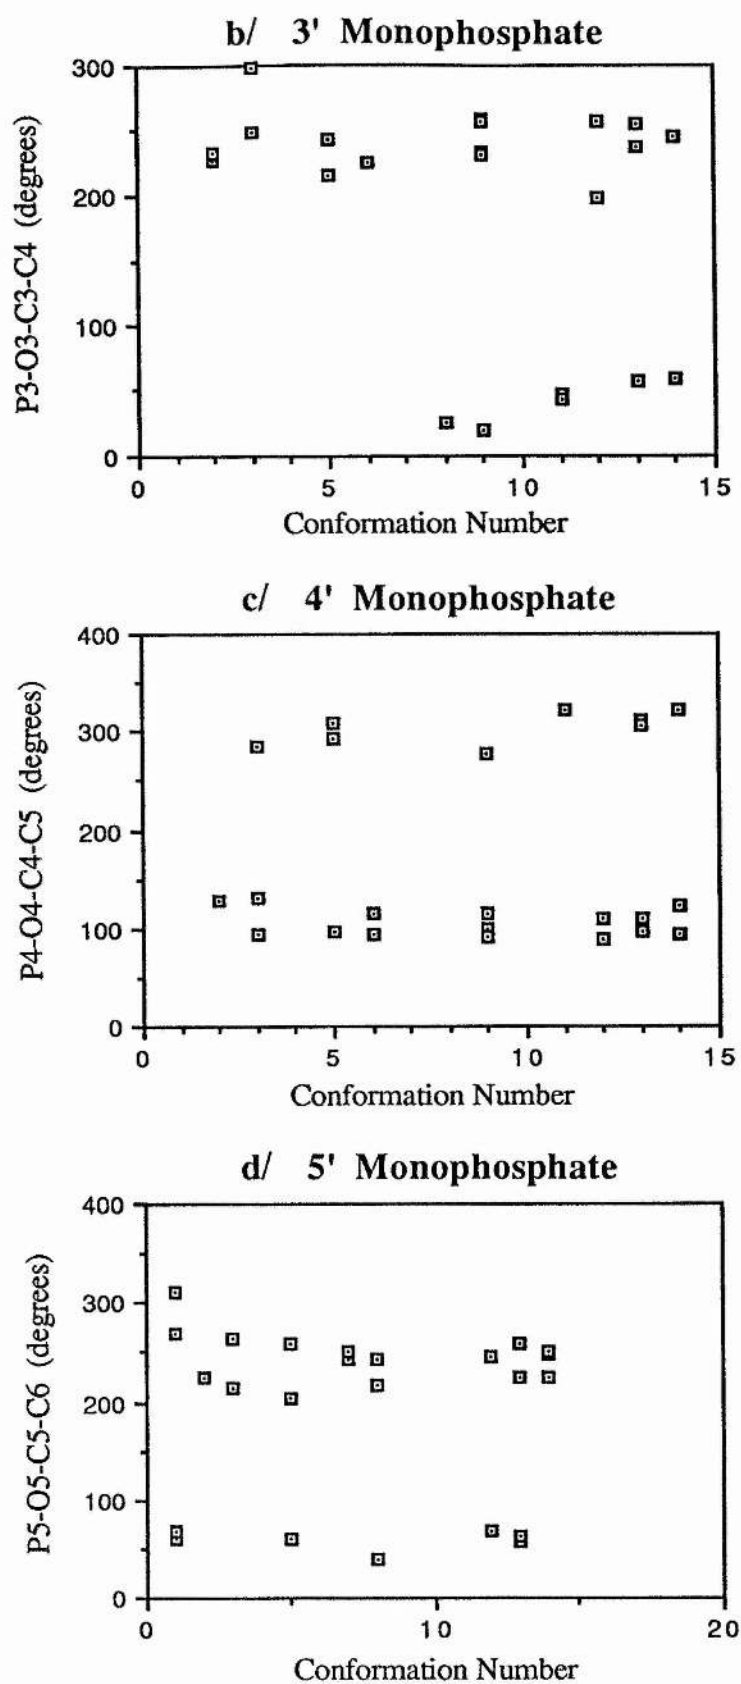 b/ 3' Monophosphate
300
200
100
0
P3-O3-C3-C4 (degrees)
0 5 10 15
Conformation Number
c/ 4' Monophosphate
400
300
200
100
0
P4-O4-C4-C5 (degrees)
0 5 10 15
Conformation Number
d/ 5' Monophosphate
400
300
200
100
0
P5-O5-C5-C6 (degrees)
0 10 20
Conformation Number